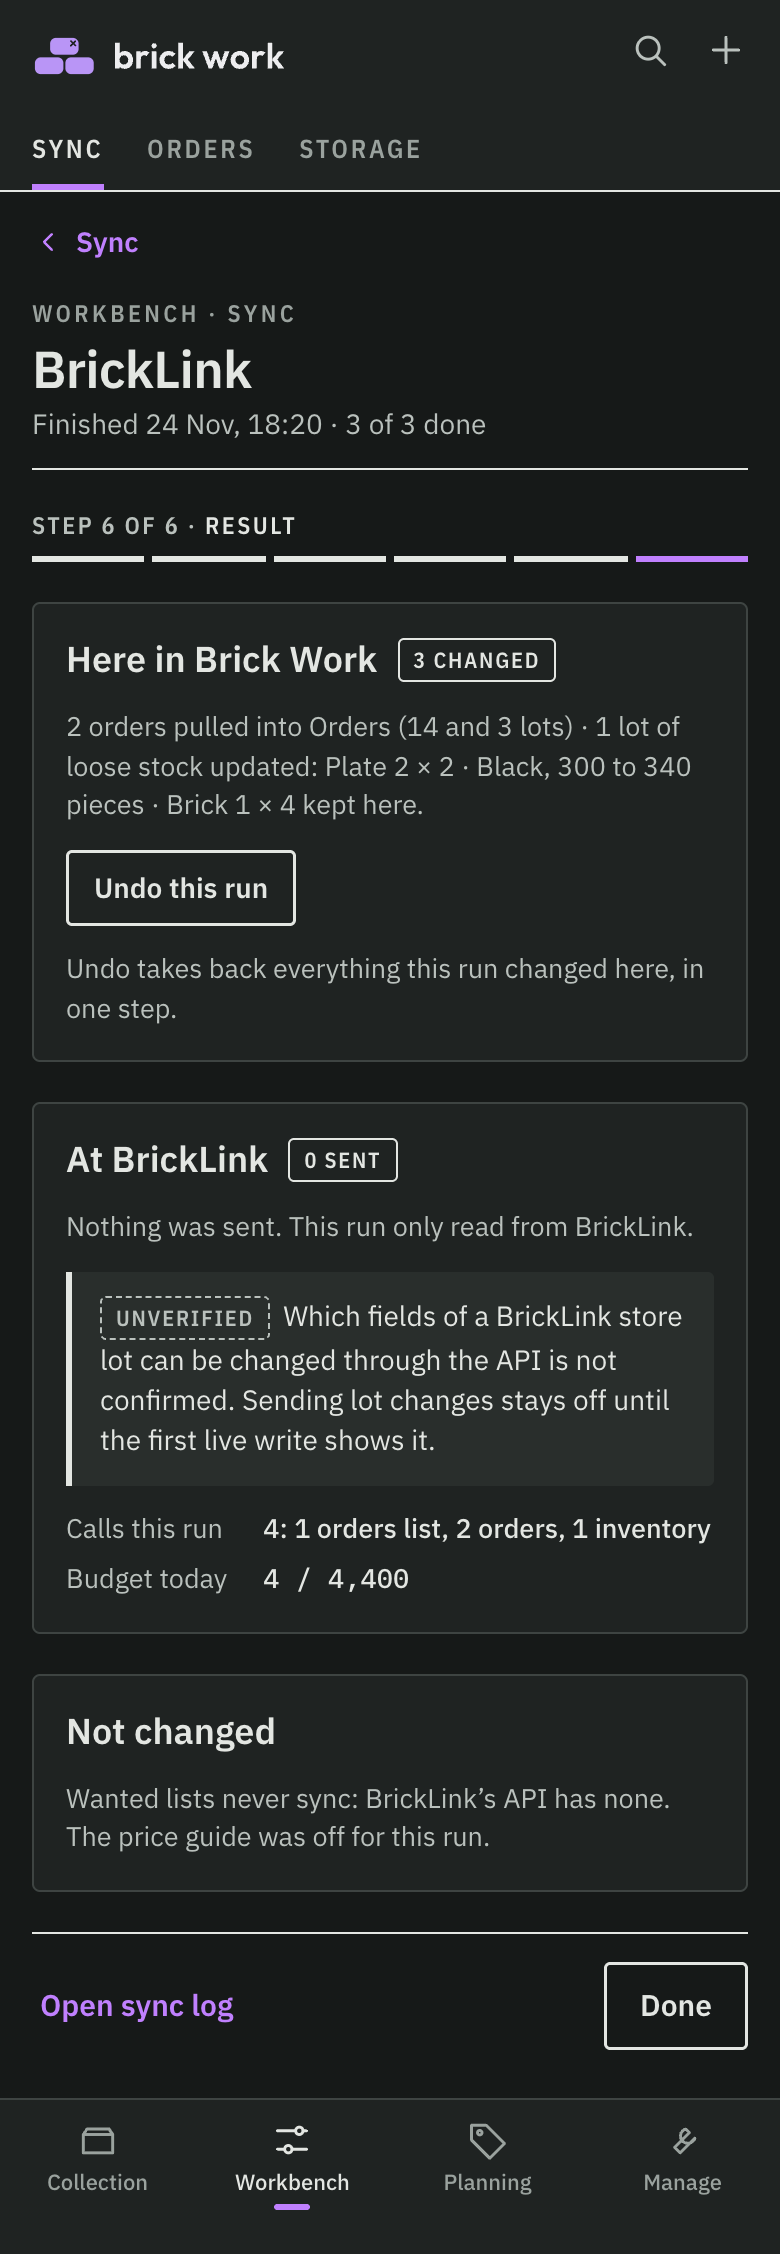 brick work
SYNC ORDERS STORAGE
Sync
WORKBENCH · SYNC
BrickLink
Finished 24 Nov, 18:20 · 3 of 3 done
STEP 6 OF 6 · RESULT
Here in Brick Work 3 CHANGED
2 orders pulled into Orders (14 and 3 lots) · 1 lot of
loose stock updated: Plate 2 × 2 · Black, 300 to 340
pieces · Brick 1 × 4 kept here.
Undo this run
Undo takes back everything this run changed here, in
one step.
At BrickLink 0 SENT
Nothing was sent. This run only read from BrickLink.
UNVERIFIED Which fields of a BrickLink store
lot can be changed through the API is not
confirmed. Sending lot changes stays off until
the first live write shows it.
Calls this run 4: 1 orders list, 2 orders, 1 inventory
Budget today 4 / 4,400
Not changed
Wanted lists never sync: BrickLink’s API has none.
The price guide was off for this run.
Open sync log Done
Collection Workbench Planning Manage